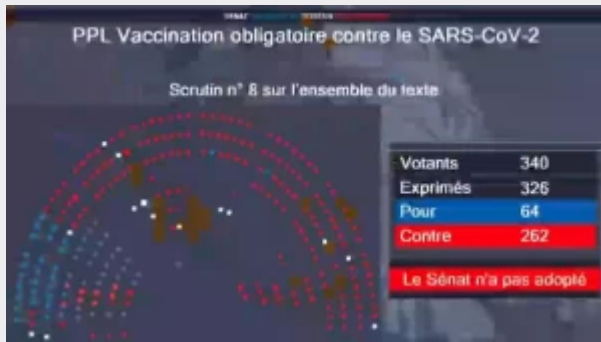 SÉNAT
PPL Vaccination obligatoire contre le SARS-CoV-2
Scrutin n° 8 sur l'ensemble du texte
Votants 340
Exprimés 326
Pour 64
Contre 262
Le Sénat n'a pas adopté